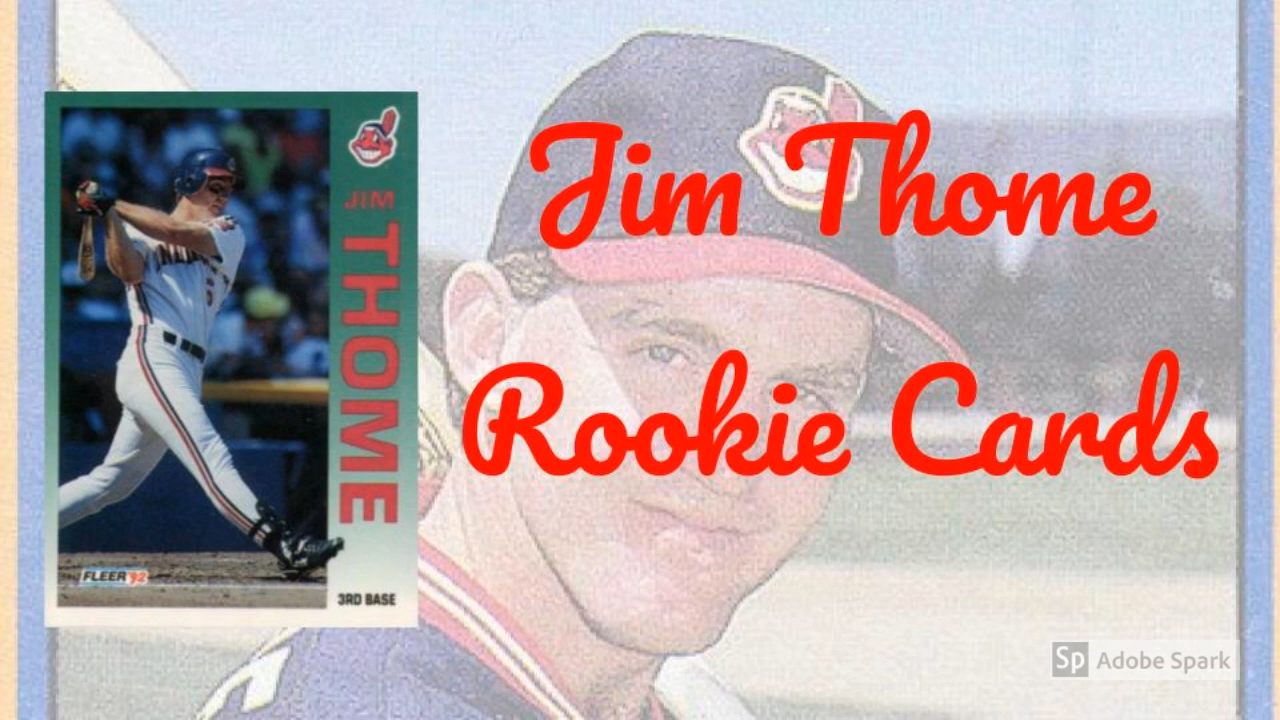 JIM
THOME
FLEER '92
3RD BASE
Jim Thome
Rookie Cards
Sp Adobe Spark